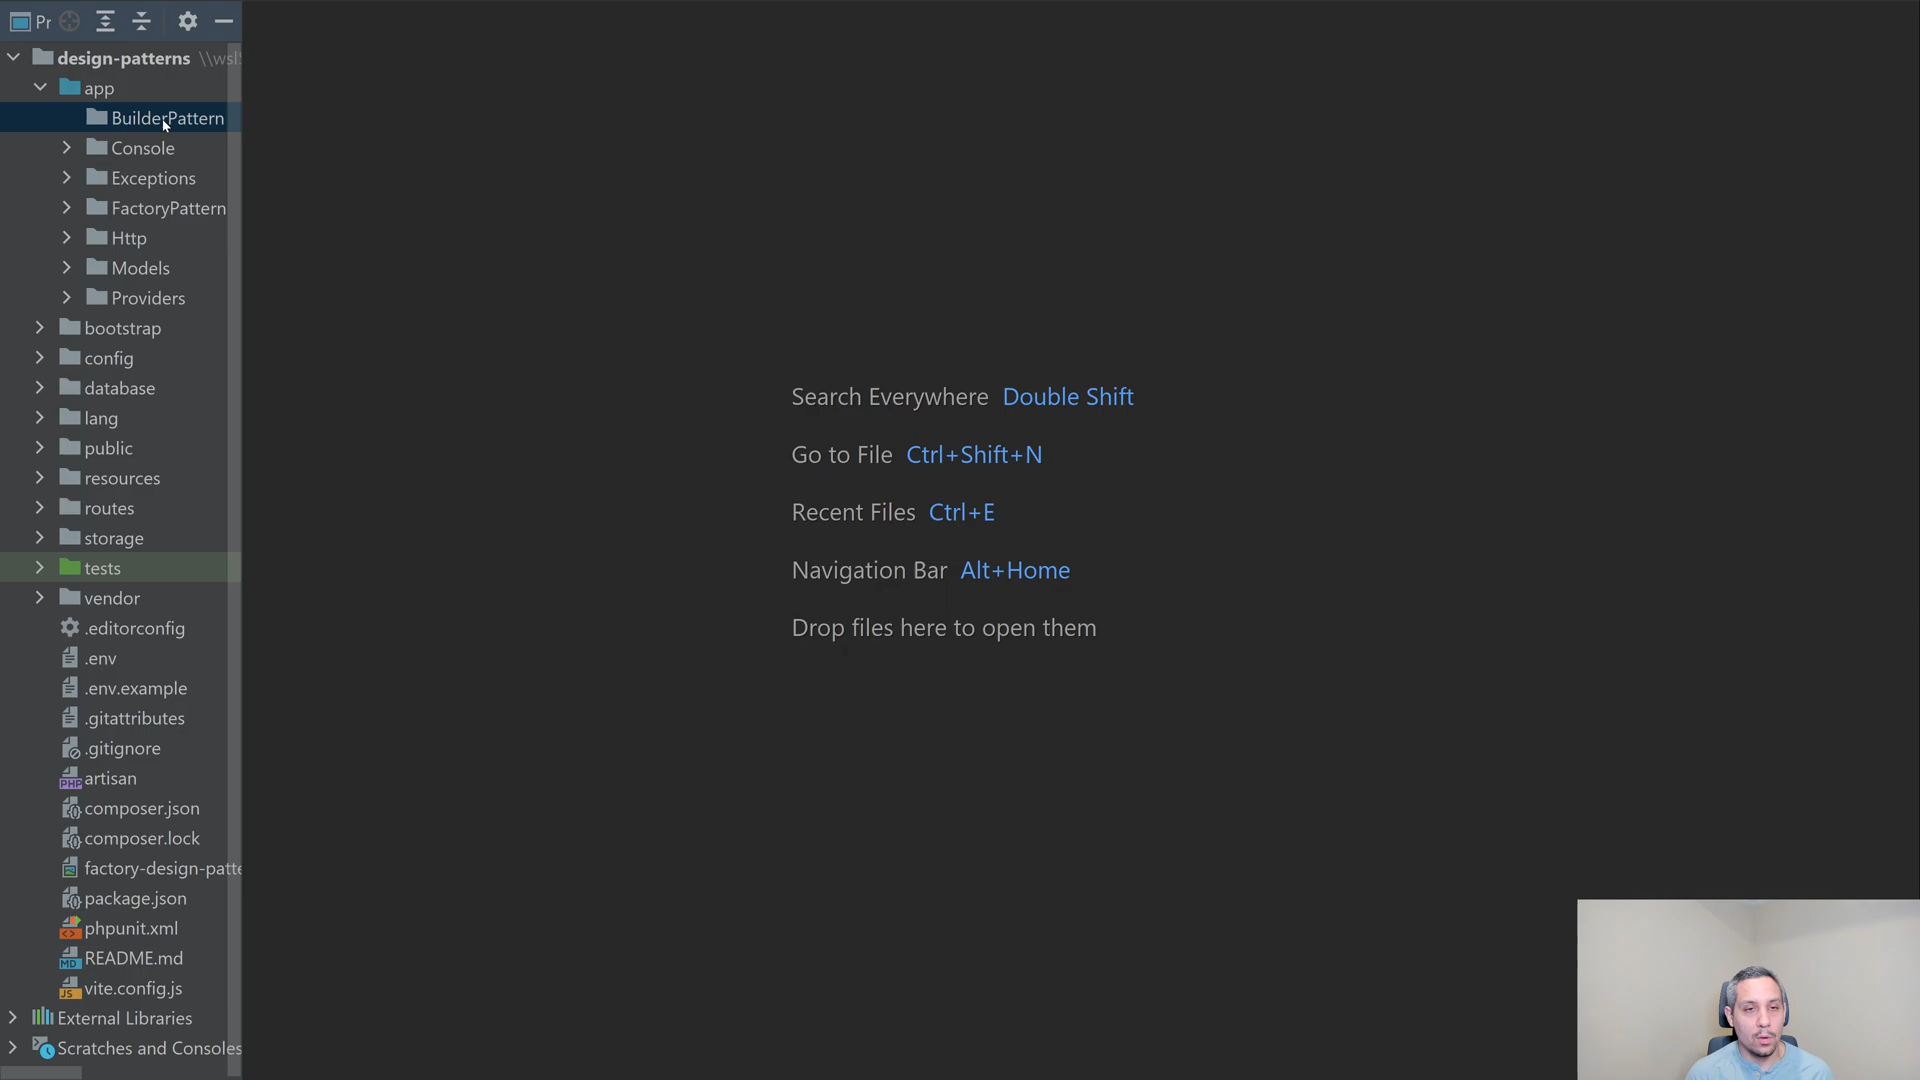 Pr
design-patterns \\wsl
app
BuilderPattern
Console
Exceptions
FactoryPattern
Http
Models
Providers
bootstrap
config
database
lang
public
resources
routes
storage
tests
vendor
.editorconfig
.env
.env.example
.gitattributes
.gitignore
artisan
composer.json
composer.lock
factory-design-patte
package.json
phpunit.xml
README.md
vite.config.js
External Libraries
Scratches and Consoles
Search Everywhere Double Shift
Go to File Ctrl+Shift+N
Recent Files Ctrl+E
Navigation Bar Alt+Home
Drop files here to open them